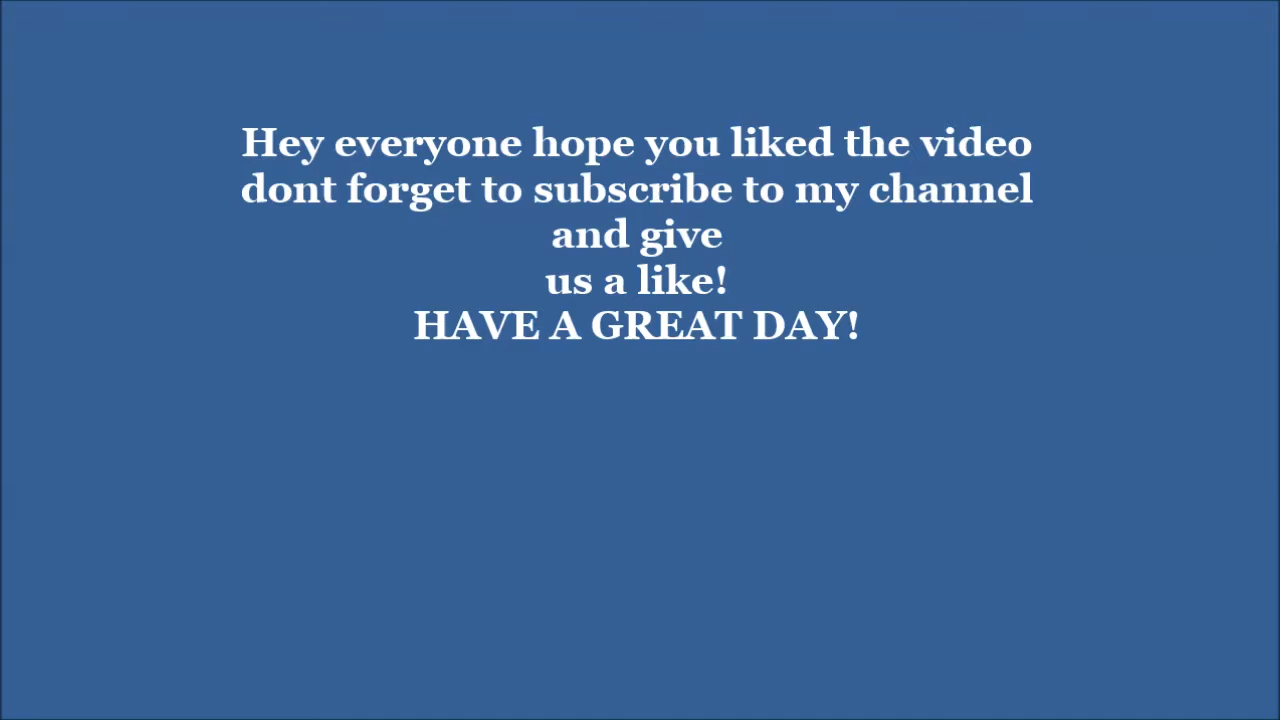 Hey everyone hope you liked the video
dont forget to subscribe to my channel
and give
us a like!
HAVE A GREAT DAY!